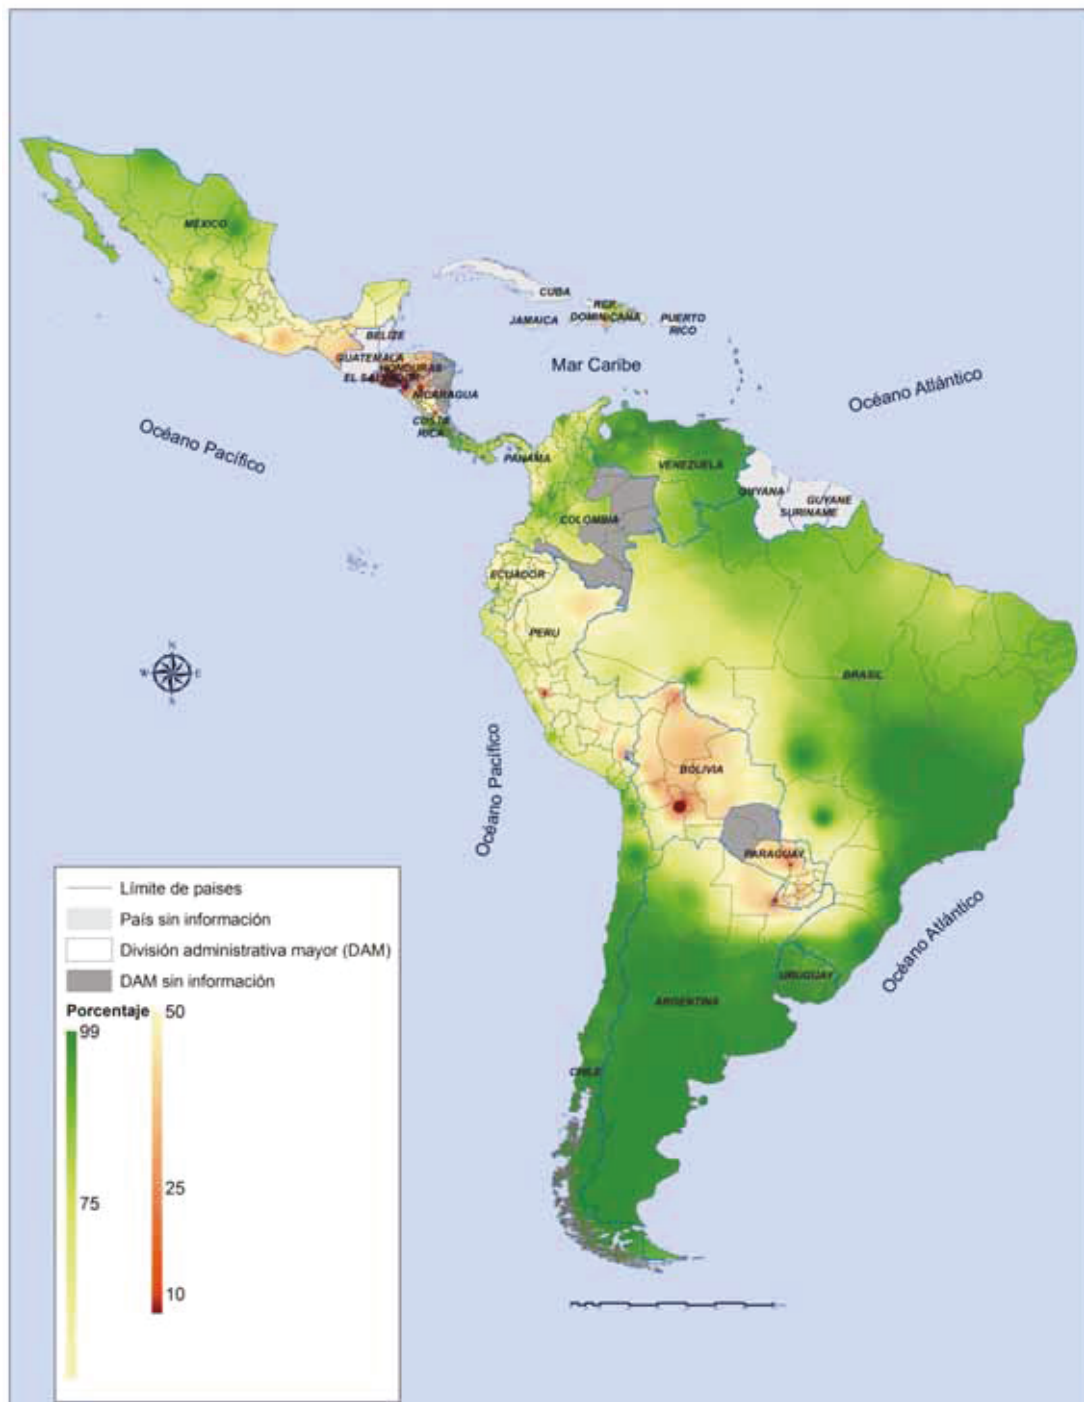 MÉXICO
CUBA
REP.
DOMINICANA
JAMAICA
PUERTO
RICO
BELIZE
GUATEMALA
HONDURAS
EL SALVADOR
NICARAGUA
Mar Caribe
Océano Atlántico
COSTA
RICA
Océano Pacífico
PANAMA
VENEZUELA
GUYANA
GUYANE
SURINAME
COLOMBIA
ECUADOR
PERU
N
W
E
S
BRASIL
Océano Pacífico
BOLIVIA
PARAGUAY
Océano Atlántico
URUGUAY
ARGENTINA
CHILE
Límite de paises
País sin información
División administrativa mayor (DAM)
DAM sin información
Porcentaje
99
75
50
25
10